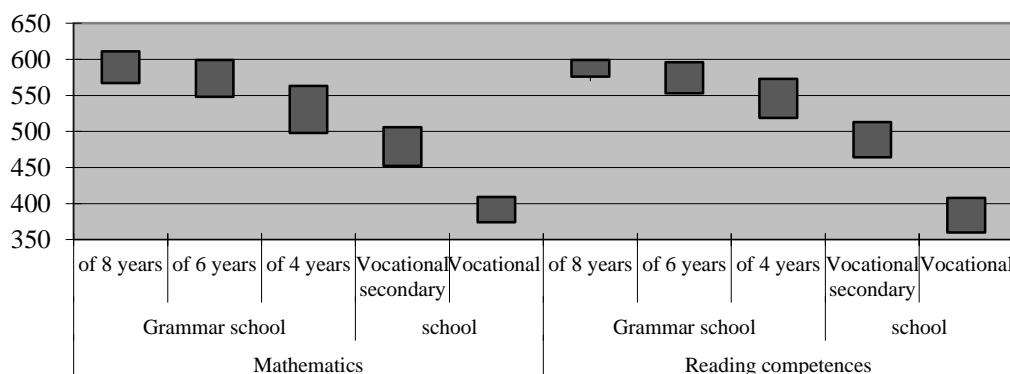 650
600
550
500
450
400
350
of 8 years of 6 years of 4 years Vocational Vocational of 8 years of 6 years of 4 years Vocational Vocational
secondary secondary
Grammar school school Grammar school school
Mathematics Reading competences